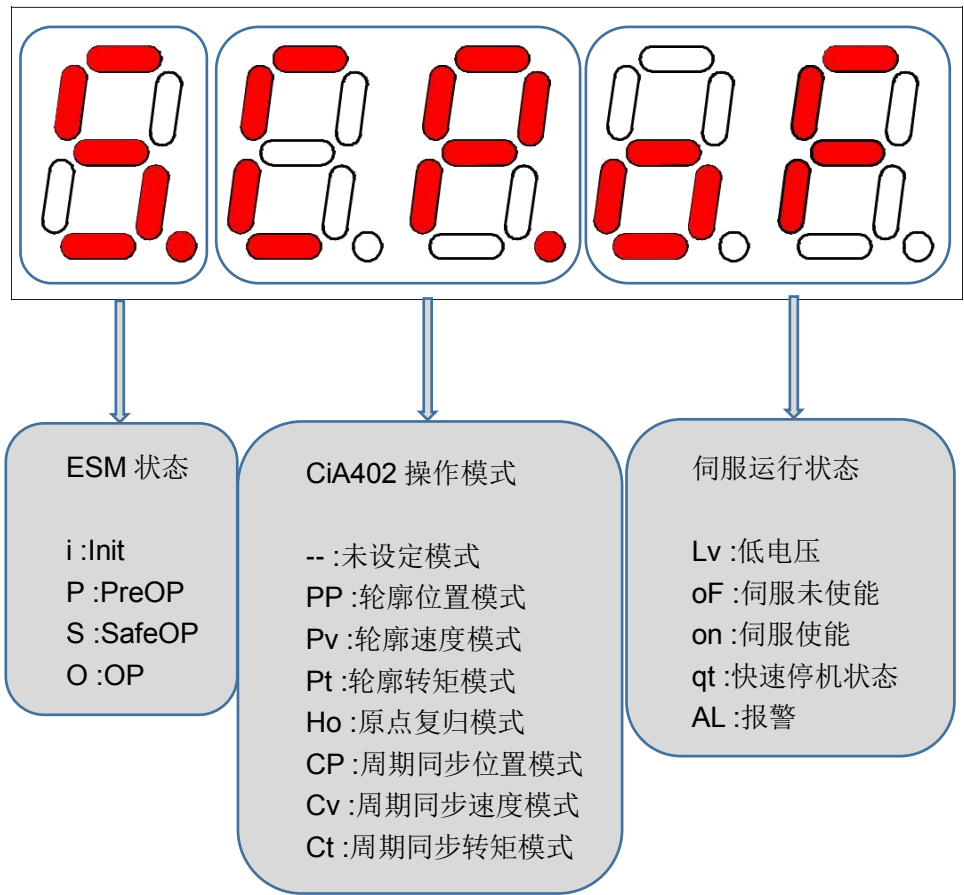 S.CP.oF
ESM 状态
i :Init
P :PreOP
S :SafeOP
O :OP
CiA402 操作模式
-- :未设定模式
PP :轮廓位置模式
Pv :轮廓速度模式
Pt :轮廓转矩模式
Ho :原点复归模式
CP :周期同步位置模式
Cv :周期同步速度模式
Ct :周期同步转矩模式
伺服运行状态
Lv :低电压
oF :伺服未使能
on :伺服使能
qt :快速停机状态
AL :报警